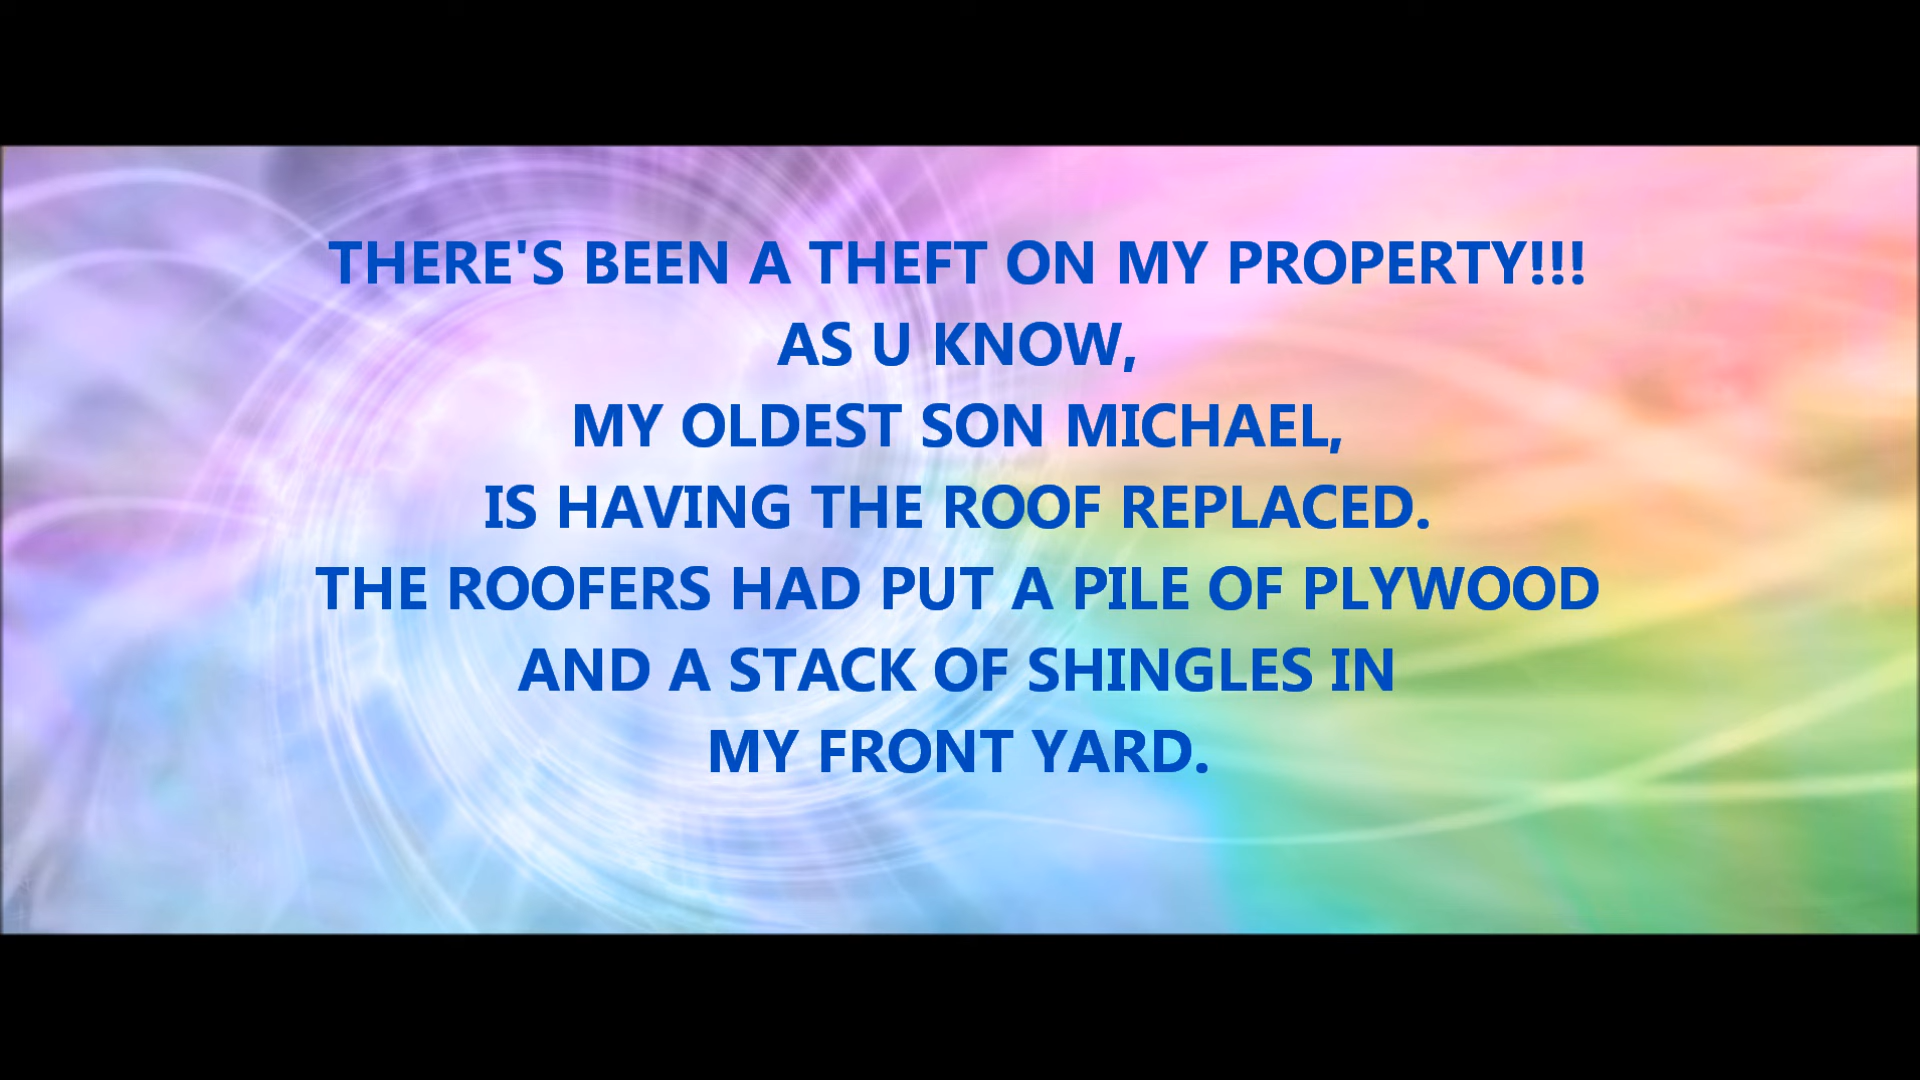 THERE'S BEEN A THEFT ON MY PROPERTY!!!
AS U KNOW,
MY OLDEST SON MICHAEL,
IS HAVING THE ROOF REPLACED.
THE ROOFERS HAD PUT A PILE OF PLYWOOD
AND A STACK OF SHINGLES IN
MY FRONT YARD.